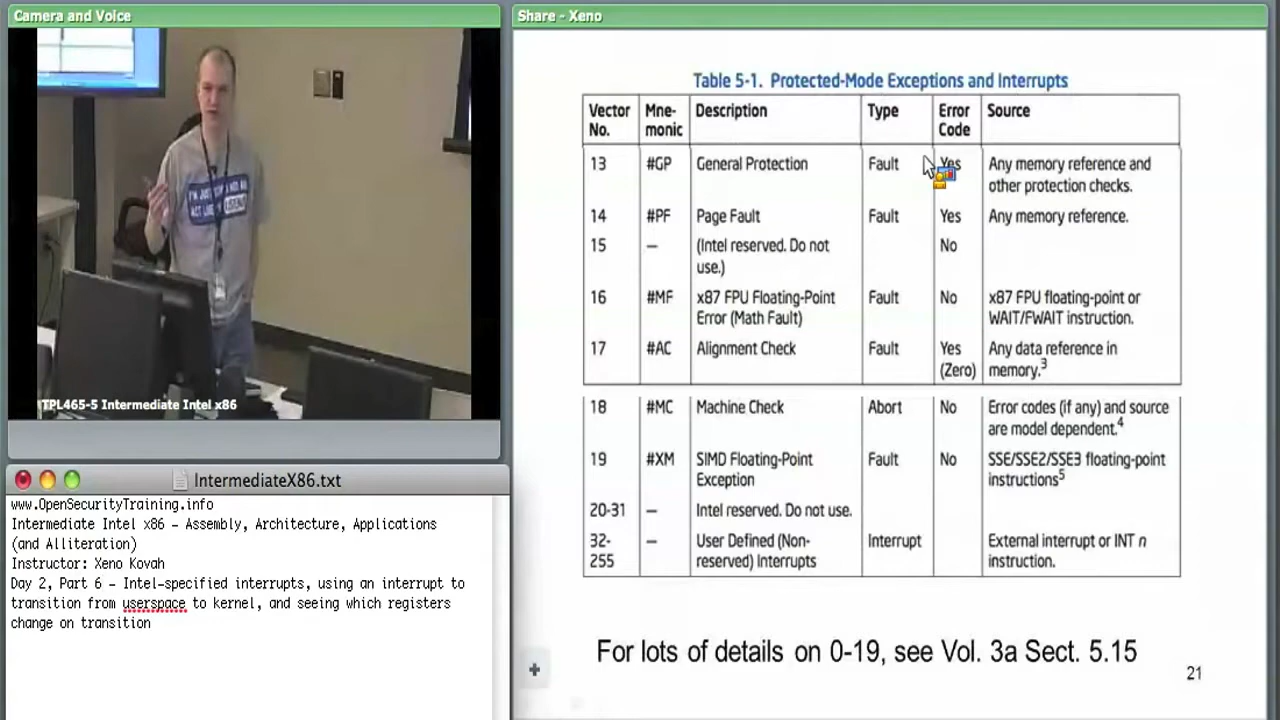 Camera and Voice
TPL465-5 Intermediate Intel x86
IntermediateX86.txt
www.OpenSecurityTraining.info
Intermediate Intel x86 – Assembly, Architecture, Applications
(and Alliteration)
Instructor: Xeno Kovah
Day 2, Part 6 – Intel-specified interrupts, using an interrupt to
transition from userspace to kernel, and seeing which registers
change on transition
Share - Xeno
Table 5-1. Protected-Mode Exceptions and Interrupts
Vector No. Mne-monic Description Type Error Code Source
13 #GP General Protection Fault Yes Any memory reference and
other protection checks.
14 #PF Page Fault Fault Yes Any memory reference.
15 — (Intel reserved. Do not No
use.)
16 #MF x87 FPU Floating-Point Fault No x87 FPU floating-point or
Error (Math Fault) WAIT/FWAIT instruction.
17 #AC Alignment Check Fault Yes Any data reference in
(Zero) memory.3
18 #MC Machine Check Abort No Error codes (if any) and source
are model dependent.4
19 #XM SIMD Floating-Point Fault No SSE/SSE2/SSE3 floating-point
Exception instructions5
20-31 — Intel reserved. Do not use.
32- — User Defined (Non- Interrupt External interrupt or INT n
255 reserved) Interrupts instruction.
For lots of details on 0-19, see Vol. 3a Sect. 5.15
21